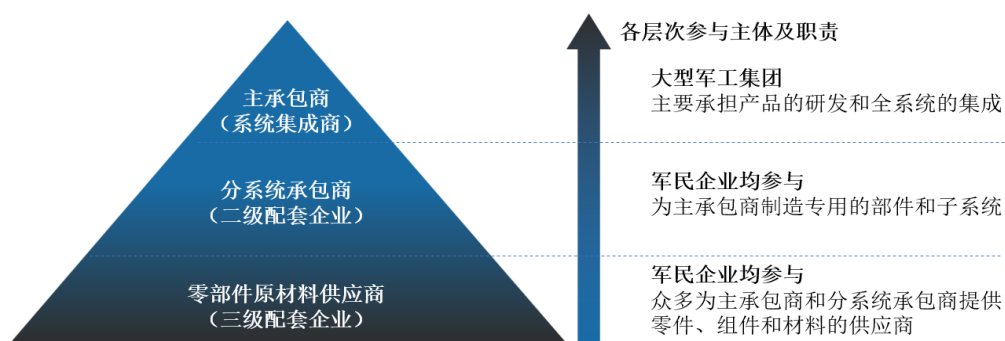 各层次参与主体及职责
主承包商
（系统集成商）
大型军工集团
主要承担产品的研发和全系统的集成
分系统承包商
（二级配套企业）
军民企业均参与
为主承包商制造专用的部件和子系统
零部件原材料供应商
（三级配套企业）
军民企业均参与
众多为主承包商和分系统承包商提供
零件、组件和材料的供应商